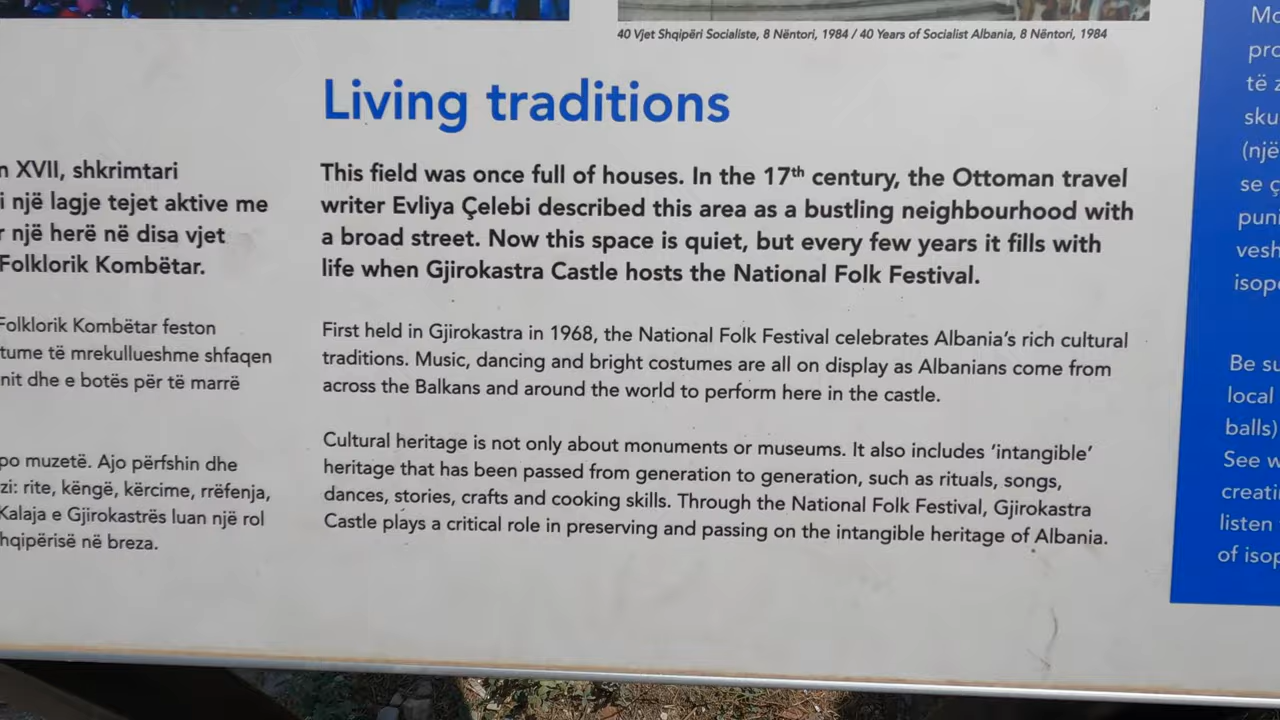 40 Vjet Shqipëri Socialiste, 8 Nëntori, 1984 / 40 Years of Socialist Albania, 8 Nëntori, 1984
XVII, shkrimtari
një lagje tejet aktive me
një herë në disa vjet
Folklorik Kombëtar.
Folklorik Kombëtar feston
të mrekullueshme shfaqen
dhe e botës për të marrë
po muzetë. Ajo përfshin dhe
rite, këngë, kërcime, rrëfenja,
Kalaja e Gjirokastrës luan një rol
në breza.
Living traditions
This field was once full of houses. In the 17th century, the Ottoman travel
writer Evliya Çelebi described this area as a bustling neighbourhood with
a broad street. Now this space is quiet, but every few years it fills with
life when Gjirokastra Castle hosts the National Folk Festival.
First held in Gjirokastra in 1968, the National Folk Festival celebrates Albania's rich cultural
traditions. Music, dancing and bright costumes are all on display as Albanians come from
across the Balkans and around the world to perform here in the castle.
Cultural heritage is not only about monuments or museums. It also includes 'intangible'
heritage that has been passed from generation to generation, such as rituals, songs,
dances, stories, crafts and cooking skills. Through the National Folk Festival, Gjirokastra
Castle plays a critical role in preserving and passing on the intangible heritage of Albania.
të
(një
se
Be
local
balls)
See
listen
of